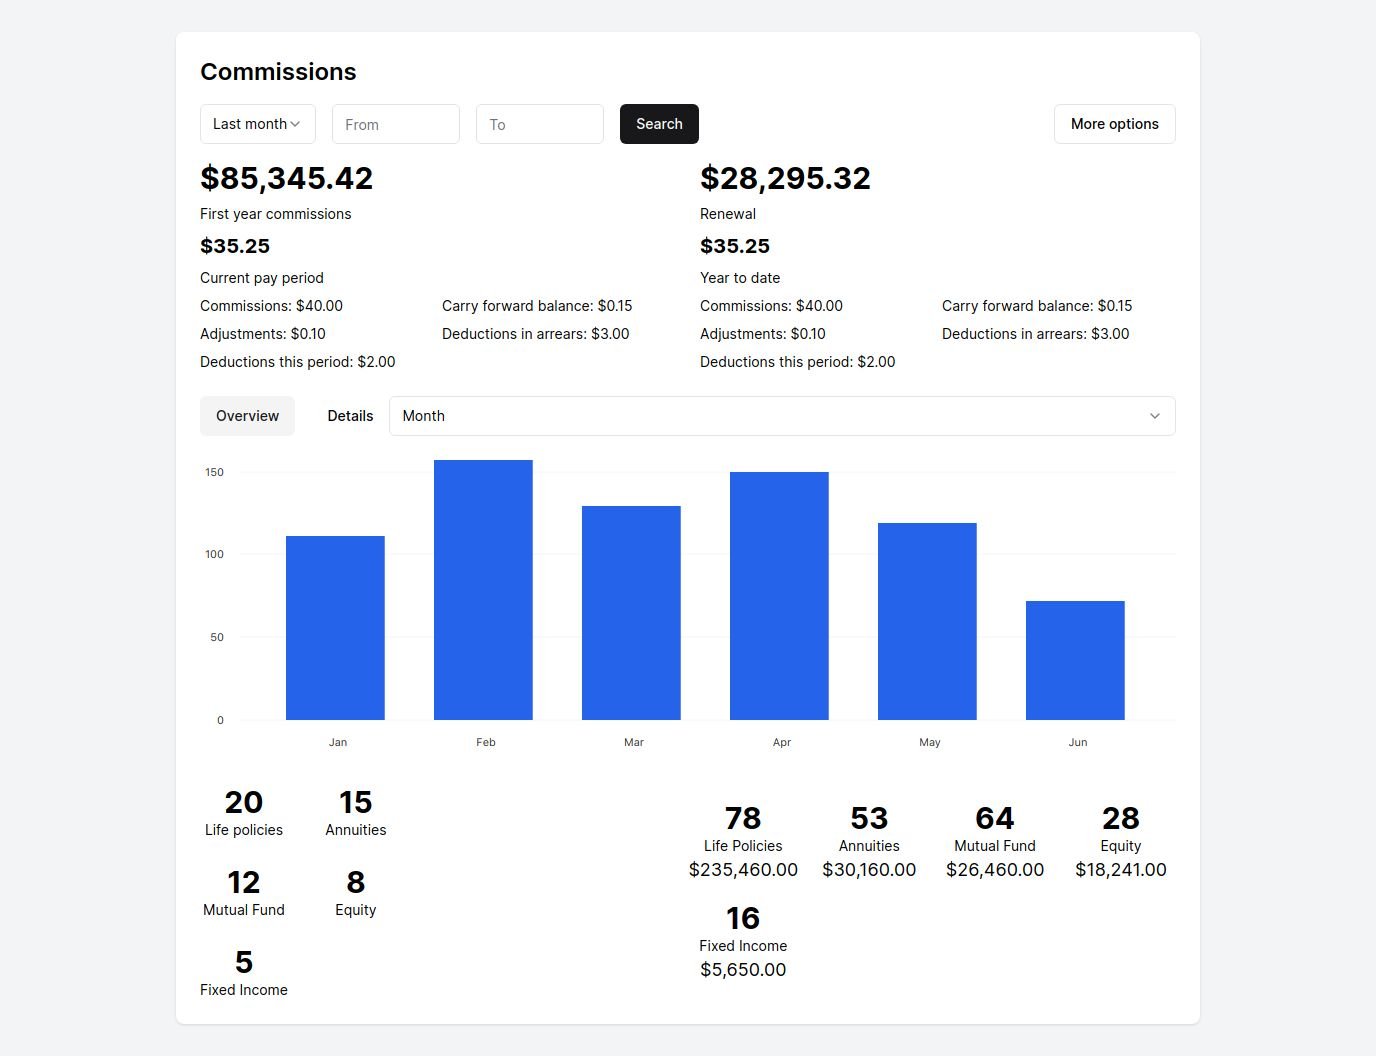 Commissions
Last month From To Search More options
$85,345.42 $28,295.32
First year commissions Renewal
$35.25 $35.25
Current pay period Year to date
Commissions: $40.00 Carry forward balance: $0.15 Commissions: $40.00 Carry forward balance: $0.15
Adjustments: $0.10 Deductions in arrears: $3.00 Adjustments: $0.10 Deductions in arrears: $3.00
Deductions this period: $2.00 Deductions this period: $2.00
Overview Details Month
150
100
50
0
Jan Feb Mar Apr May Jun
20 15
Life policies Annuities
12 8
Mutual Fund Equity
5
Fixed Income
78 53 64 28
Life Policies Annuities Mutual Fund Equity
$235,460.00 $30,160.00 $26,460.00 $18,241.00
16
Fixed Income
$5,650.00